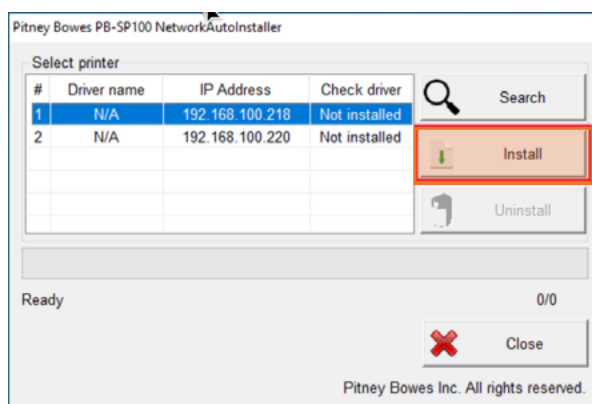 Pitney Bowes PB-SP100 NetworkAutoInstaller
Select printer
# Driver name IP Address Check driver
1 N/A 192.168.100.218 Not installed
2 N/A 192.168.100.220 Not installed
Search
Install
Uninstall
Ready 0/0
Close
Pitney Bowes Inc. All rights reserved.